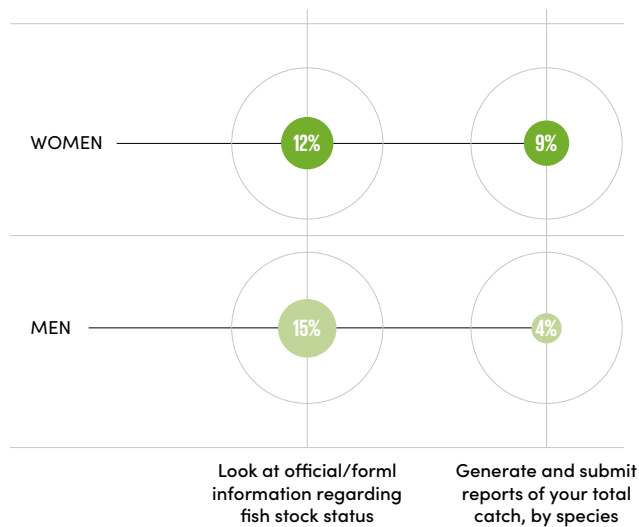 WOMEN 12% 9%
MEN 15% 4%
Look at official/forml
information regarding
fish stock status
Generate and submit
reports of your total
catch, by species